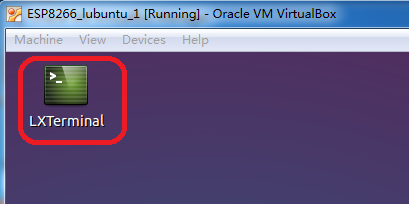 ESP8266_lubuntu_1 [Running] - Oracle VM VirtualBox
Machine View Devices Help
>_
LXTerminal